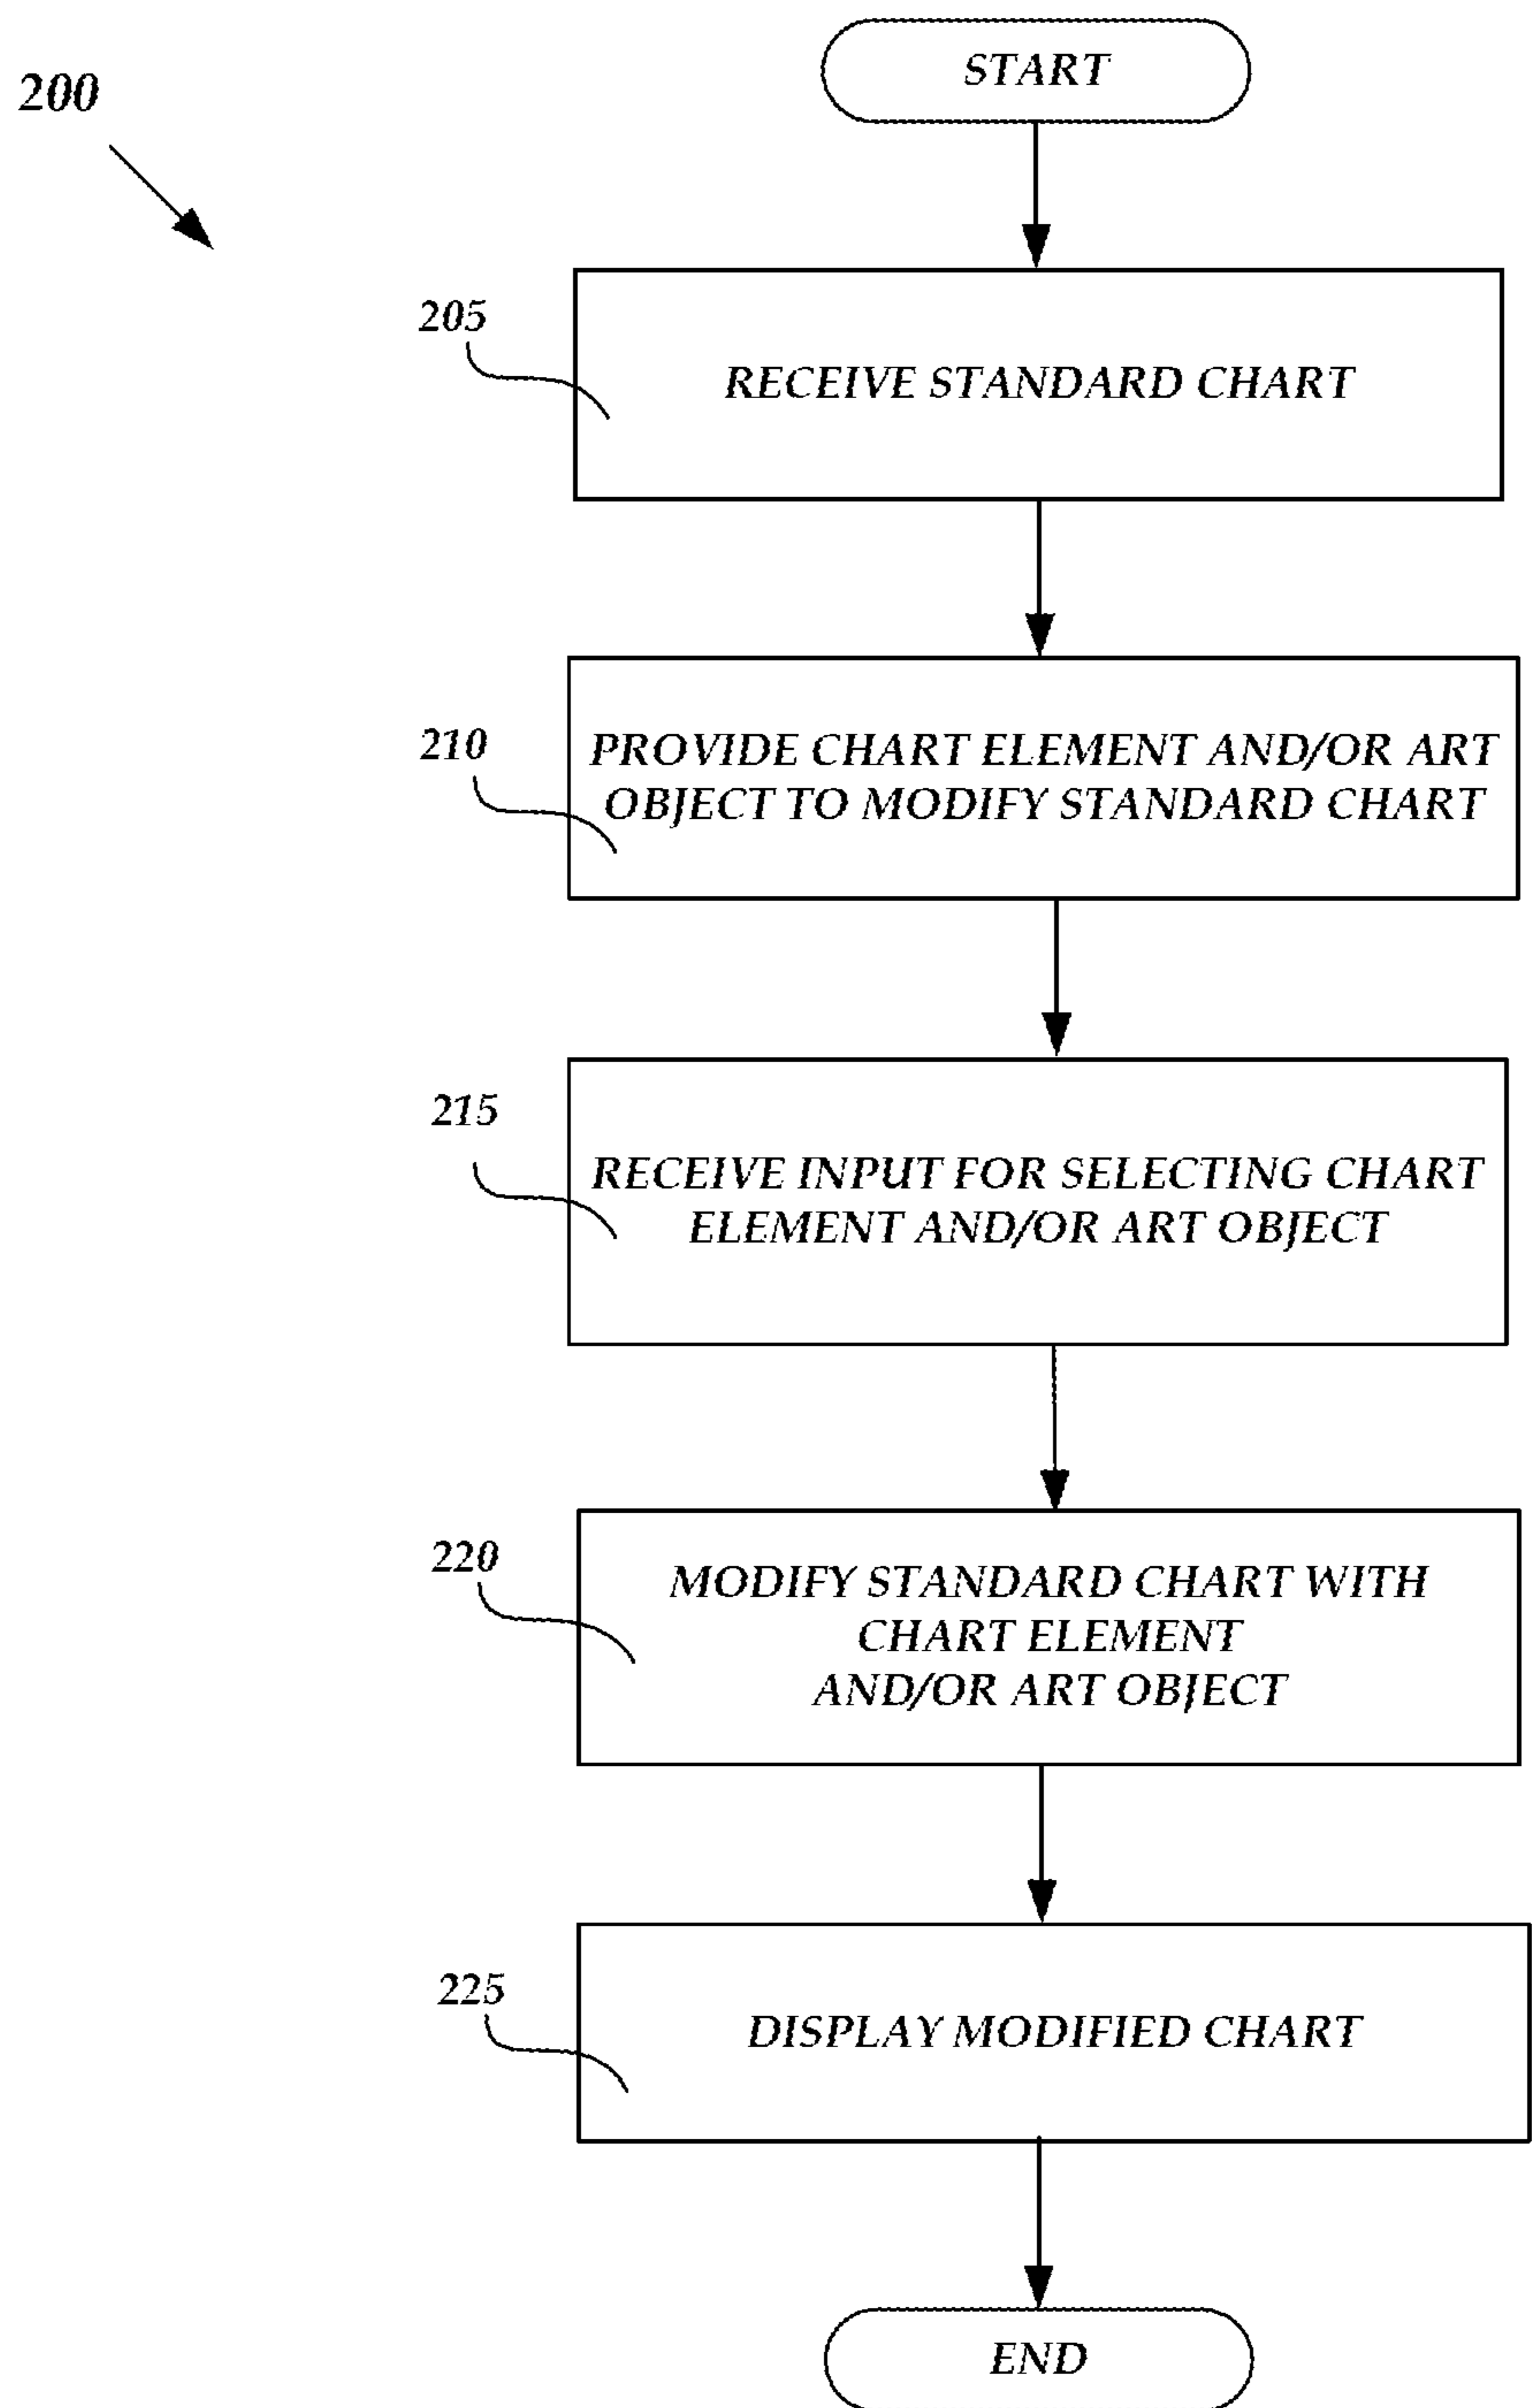 200
START
205
RECEIVE STANDARD CHART
210
PROVIDE CHART ELEMENT AND/OR ART
OBJECT TO MODIFY STANDARD CHART
215
RECEIVE INPUT FOR SELECTING CHART
ELEMENT AND/OR ART OBJECT
220
MODIFY STANDARD CHART WITH
CHART ELEMENT
AND/OR ART OBJECT
225
DISPLAY MODIFIED CHART
END